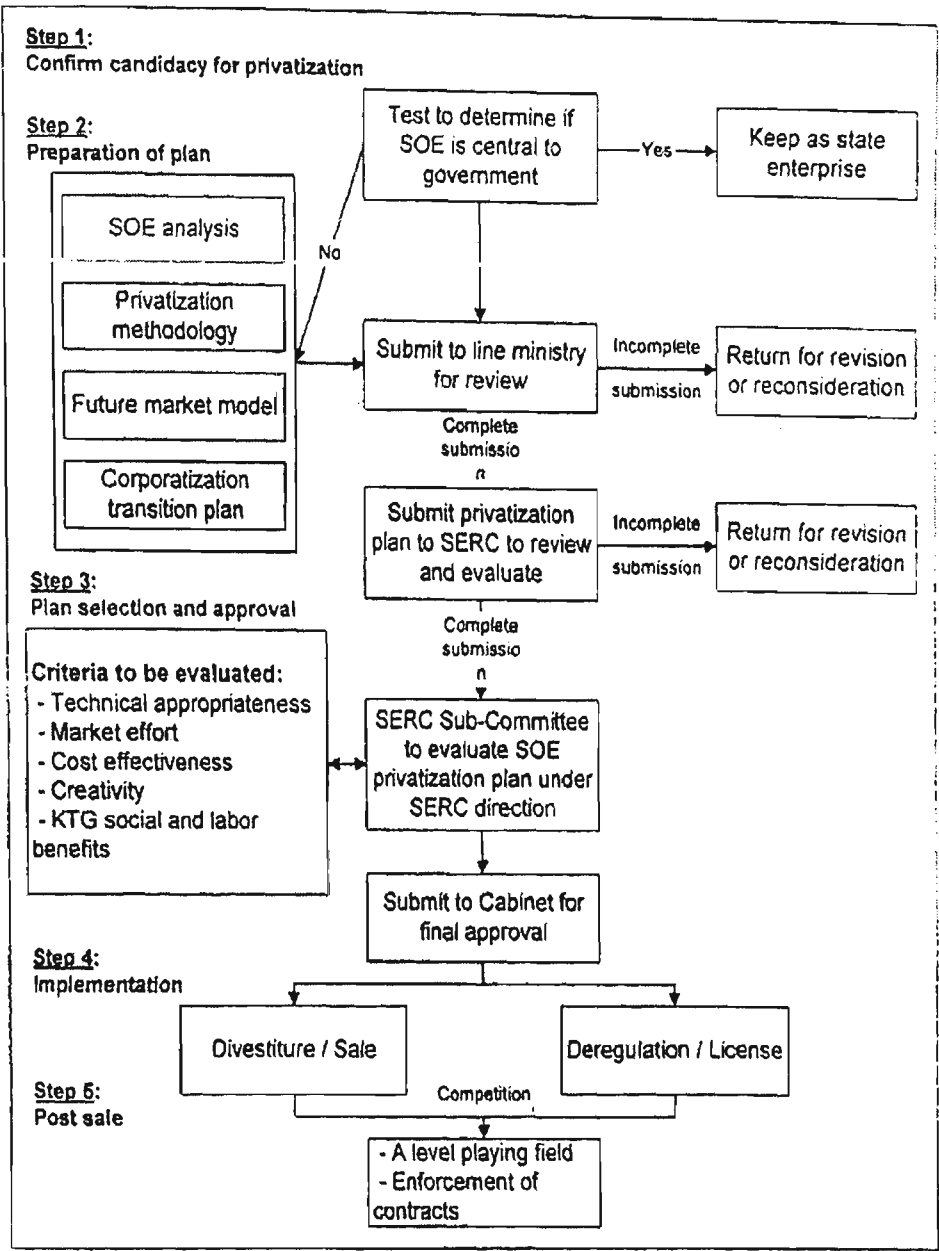 Step 1:
Confirm candidacy for privatization
Test to determine if
SOE is central to
government
Yes
Keep as state
enterprise
Step 2:
Preparation of plan
SOE analysis
Privatization
methodology
Future market model
Corporatization
transition plan
No
Submit to line ministry
for review
Incomplete
submission
Return for revision
or reconsideration
Complete
submissio
n
Submit privatization
plan to SERC to review
and evaluate
Incomplete
submission
Return for revision
or reconsideration
Complete
submissio
n
Step 3:
Plan selection and approval
Criteria to be evaluated:
- Technical appropriateness
- Market effort
- Cost effectiveness
- Creativity
- KTG social and labor
benefits
SERC Sub-Committee
to evaluate SOE
privatization plan under
SERC direction
Submit to Cabinet for
final approval
Step 4:
Implementation
Divestiture / Sale
Deregulation / License
Step 5:
Post sale
Competition
- A level playing field
- Enforcement of
contracts